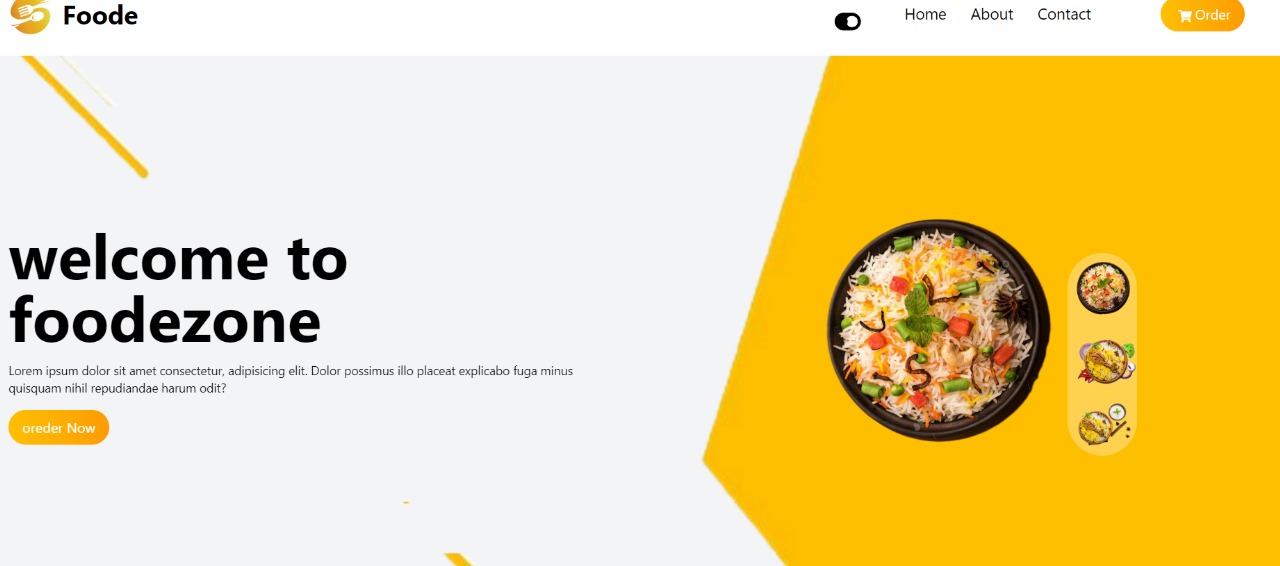 Foode
Home About Contact
Order
welcome to
foodezone
Lorem ipsum dolor sit amet consectetur, adipisicing elit. Dolor possimus illo placeat explicabo fuga minus
quisquam nihil repudiandae harum odit?
oreder Now